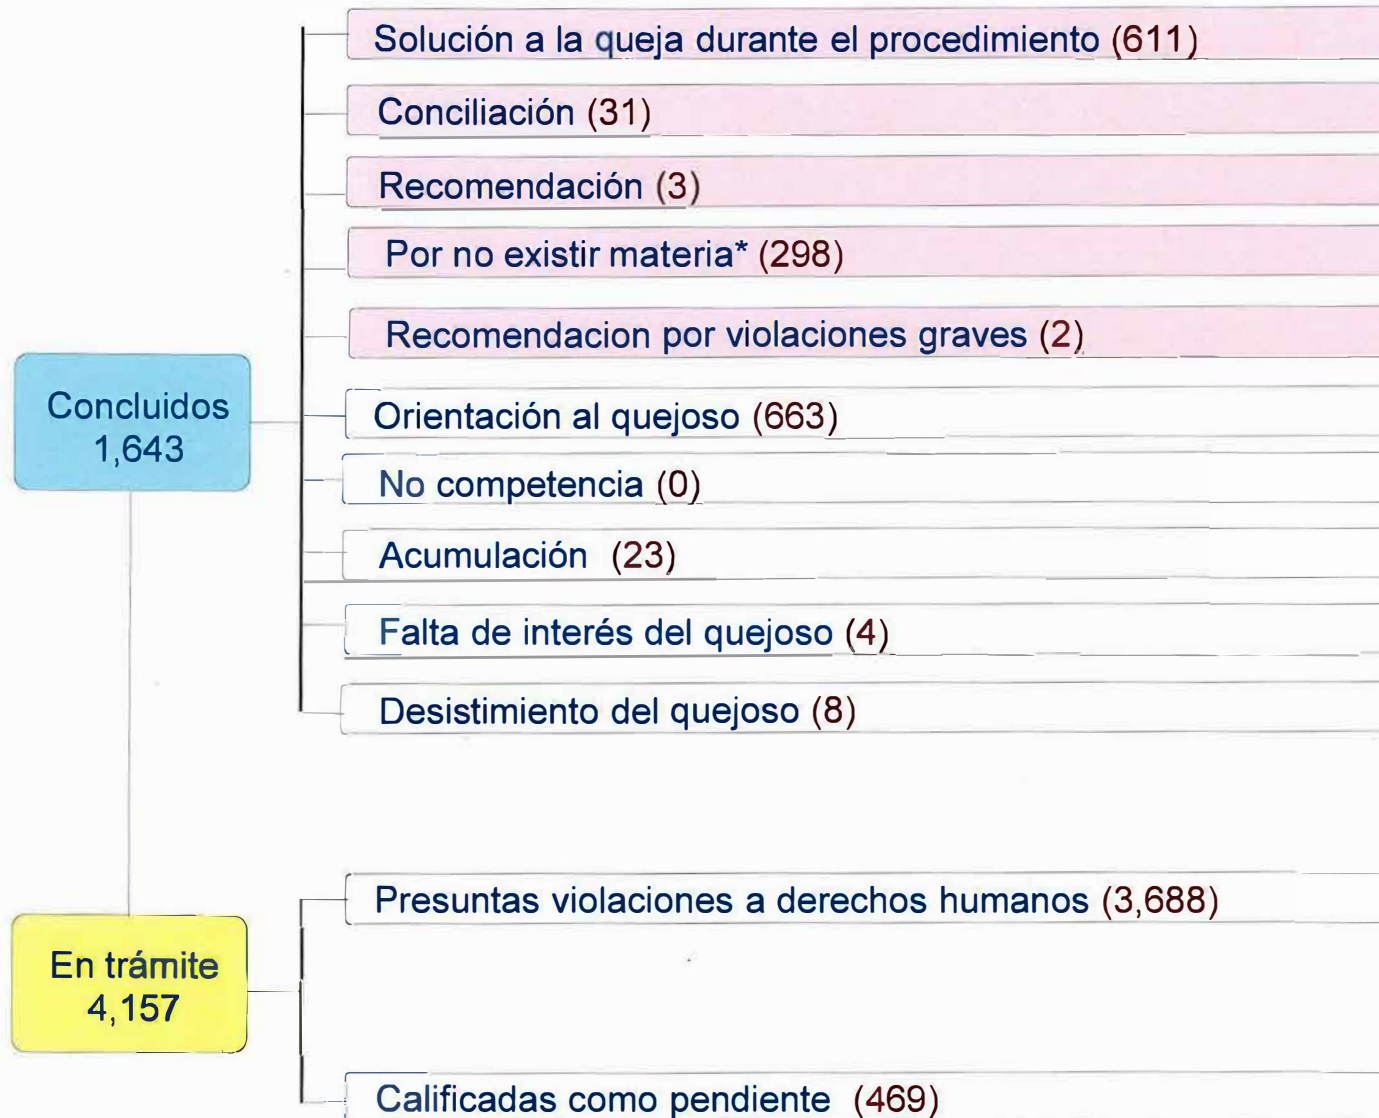 Solución a la queja durante el procedimiento (611)
Conciliación (31)
Recomendación (3)
Por no existir materia* (298)
Recomendacion por violaciones graves (2)
Concluidos
1,643
Orientación al quejoso (663)
No competencia (0)
Acumulación (23)
Falta de interés del quejoso (4)
Desistimiento del quejoso (8)
Presuntas violaciones a derechos humanos (3,688)
En trámite
4,157
Calificadas como pendiente (469)